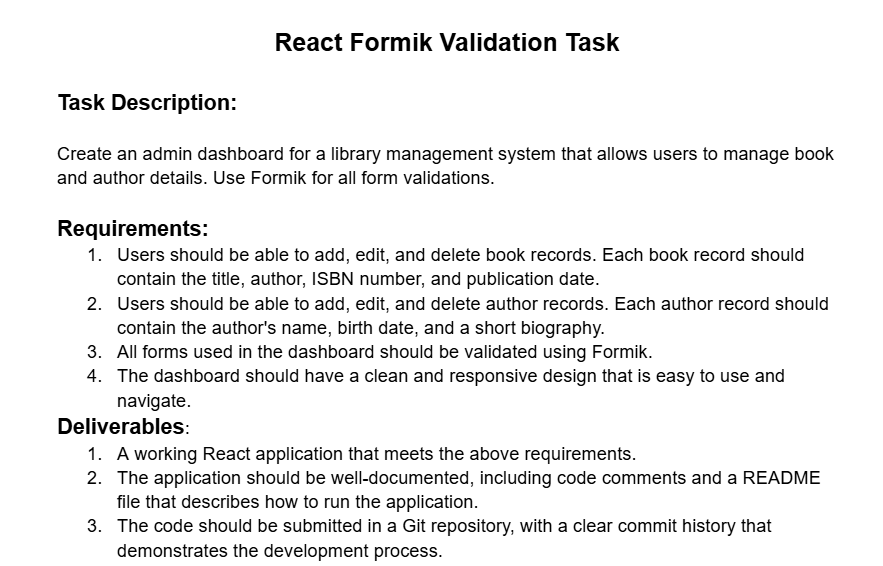 React Formik Validation Task
Task Description:
Create an admin dashboard for a library management system that allows users to manage book
and author details. Use Formik for all form validations.
Requirements:
1. Users should be able to add, edit, and delete book records. Each book record should
contain the title, author, ISBN number, and publication date.
2. Users should be able to add, edit, and delete author records. Each author record should
contain the author's name, birth date, and a short biography.
3. All forms used in the dashboard should be validated using Formik.
4. The dashboard should have a clean and responsive design that is easy to use and
navigate.
Deliverables:
1. A working React application that meets the above requirements.
2. The application should be well-documented, including code comments and a README
file that describes how to run the application.
3. The code should be submitted in a Git repository, with a clear commit history that
demonstrates the development process.